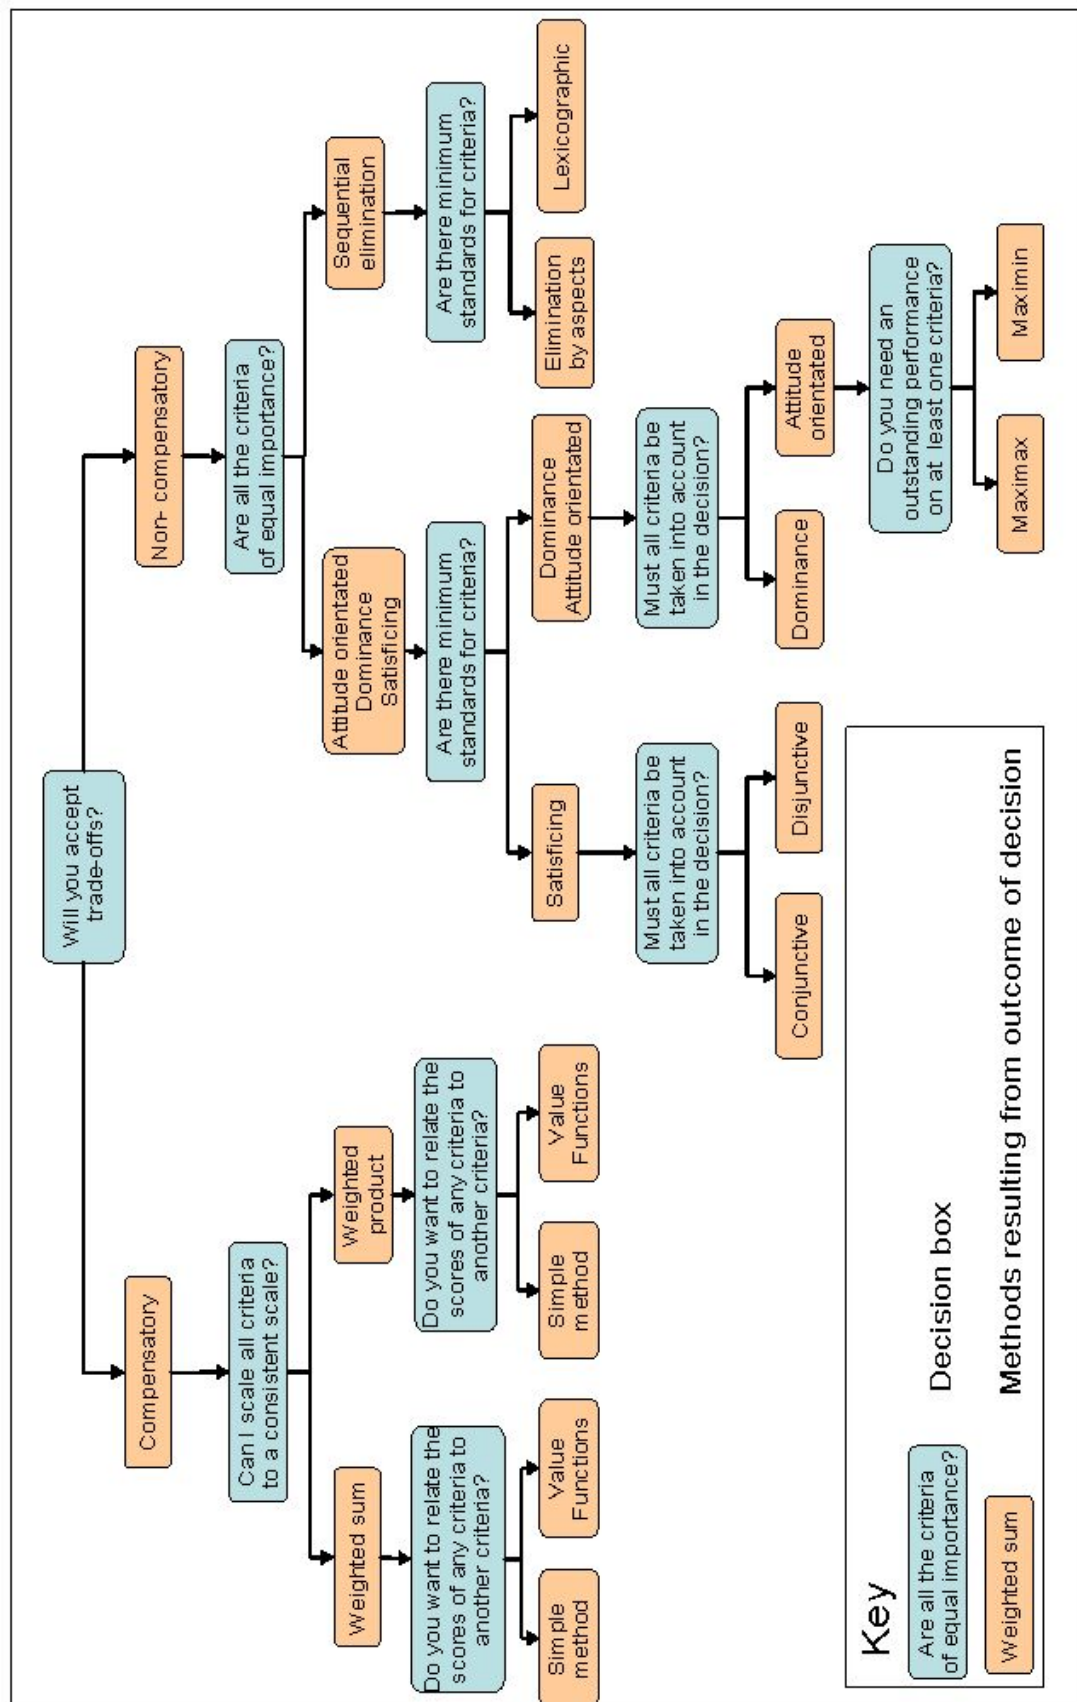 Will you accept
trade-offs?
Compensatory
Non- compensatory
Can I scale all criteria
to a consistent scale?
Are all the criteria
of equal importance?
Weighted sum
Weighted
product
Attitude orientated
Dominance
Satisficing
Sequential
elimination
Do you want to relate the
scores of any criteria to
another criteria?
Do you want to relate the
scores of any criteria to
another criteria?
Are there minimum
standards for criteria?
Are there minimum
standards for criteria?
Simple
method
Value
Functions
Simple
method
Value
Functions
Satisficing
Dominance
Attitude orientated
Elimination
by aspects
Lexicographic
Must all criteria be
taken into account
in the decision?
Must all criteria be
taken into account
in the decision?
Conjunctive
Disjunctive
Dominance
Attitude
orientated
Do you need an
outstanding performance
on at least one criteria?
Maximax
Maximin
Key
Are all the criteria
of equal importance?
Decision box
Weighted sum
Methods resulting from outcome of decision